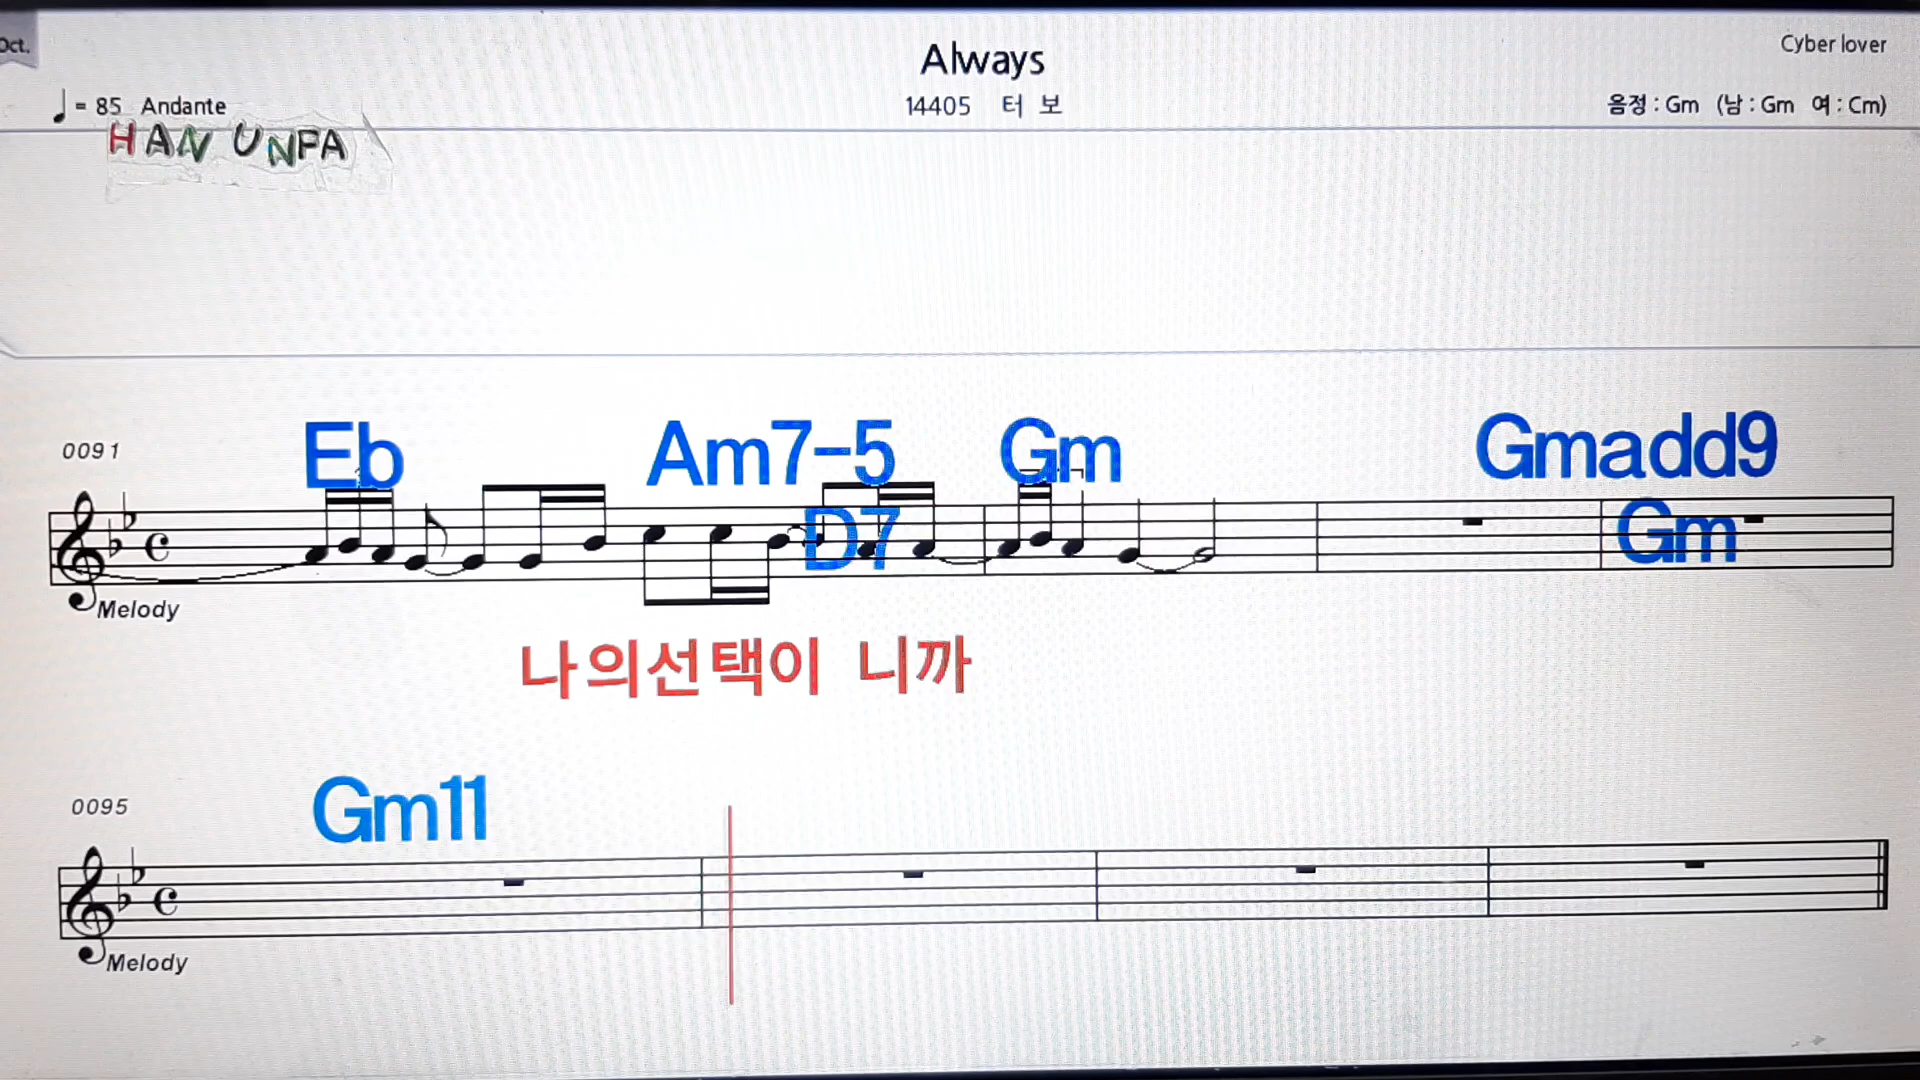 Oct.
Always
Cyber lover
♩ = 85 Andante
14405 터 보
음정 : Gm (남 : Gm 여 : Cm)
HAN UNFA
Eb Am7-5 Gm Gmadd9
0091
D7 Gm
Melody
나의선택이 니까
Gm11
0095
Melody